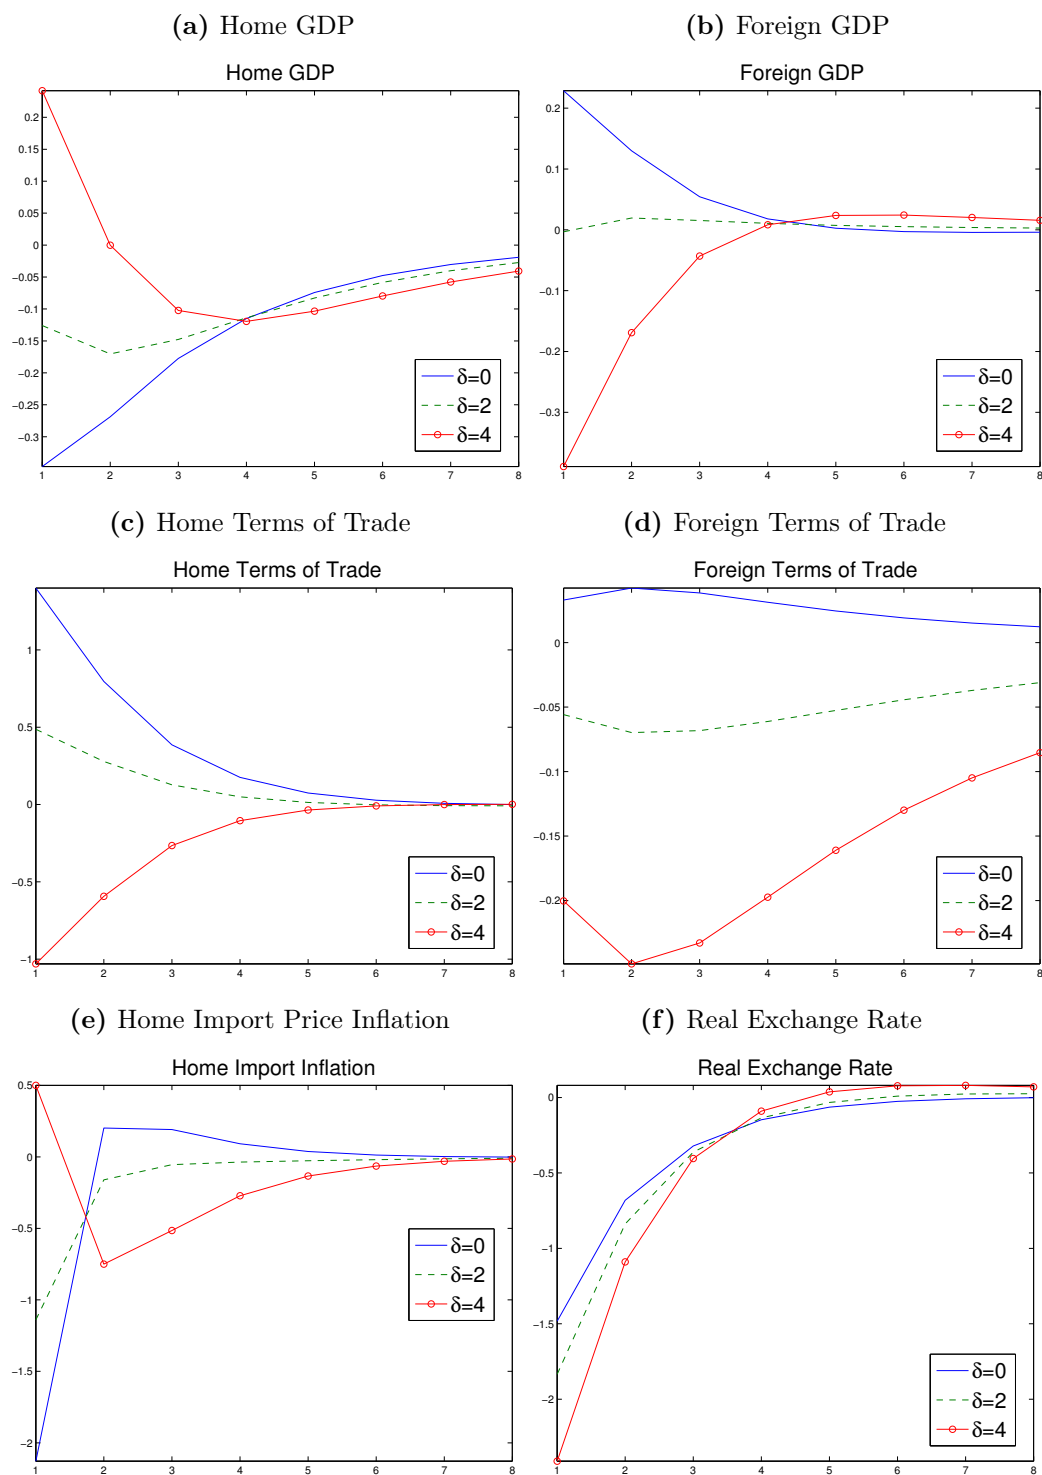 (a) Home GDP
(b) Foreign GDP
Home GDP
0.2
0.15
0.1
0.05
0
−0.05
−0.1
−0.15
−0.2
−0.25
−0.3
1 2 3 4 5 6 7 8
δ=0
δ=2
δ=4
Foreign GDP
0.2
0.1
0
−0.1
−0.2
−0.3
1 2 3 4 5 6 7 8
δ=0
δ=2
δ=4
(c) Home Terms of Trade
(d) Foreign Terms of Trade
Home Terms of Trade
1
0.5
0
−0.5
−1
1 2 3 4 5 6 7 8
δ=0
δ=2
δ=4
Foreign Terms of Trade
0
−0.05
−0.1
−0.15
−0.2
1 2 3 4 5 6 7 8
δ=0
δ=2
δ=4
(e) Home Import Price Inflation
(f) Real Exchange Rate
Home Import Inflation
0.5
0
−0.5
−1
−1.5
−2
1 2 3 4 5 6 7 8
δ=0
δ=2
δ=4
Real Exchange Rate
0
−0.5
−1
−1.5
−2
1 2 3 4 5 6 7 8
δ=0
δ=2
δ=4